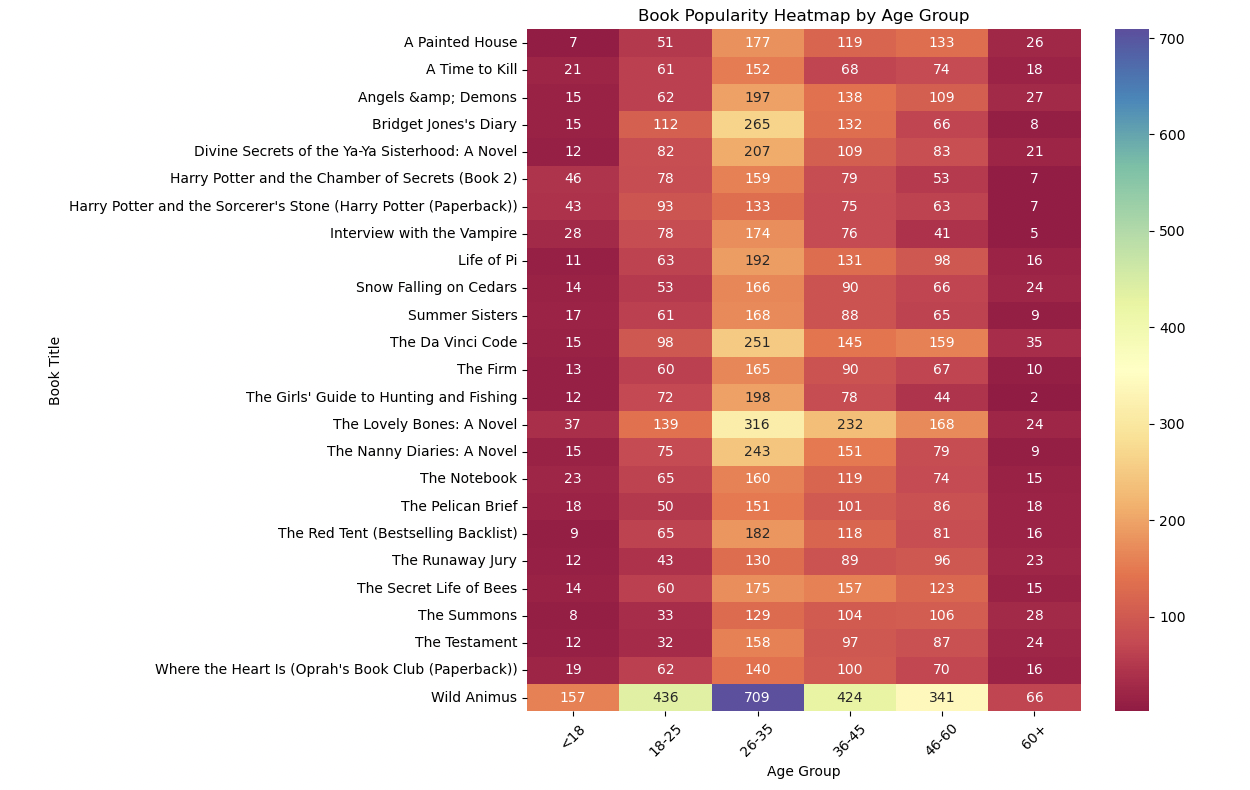 Book Popularity Heatmap by Age Group
A Painted House 7 51 177 119 133 26
A Time to Kill 21 61 152 68 74 18
Angels &amp; Demons 15 62 197 138 109 27
Bridget Jones's Diary 15 112 265 132 66 8
Divine Secrets of the Ya-Ya Sisterhood: A Novel 12 82 207 109 83 21
Harry Potter and the Chamber of Secrets (Book 2) 46 78 159 79 53 7
Harry Potter and the Sorcerer's Stone (Harry Potter (Paperback)) 43 93 133 75 63 7
Interview with the Vampire 28 78 174 76 41 5
Life of Pi 11 63 192 131 98 16
Snow Falling on Cedars 14 53 166 90 66 24
Summer Sisters 17 61 168 88 65 9
The Da Vinci Code 15 98 251 145 159 35
The Firm 13 60 165 90 67 10
The Girls' Guide to Hunting and Fishing 12 72 198 78 44 2
The Lovely Bones: A Novel 37 139 316 232 168 24
The Nanny Diaries: A Novel 15 75 243 151 79 9
The Notebook 23 65 160 119 74 15
The Pelican Brief 18 50 151 101 86 18
The Red Tent (Bestselling Backlist) 9 65 182 118 81 16
The Runaway Jury 12 43 130 89 96 23
The Secret Life of Bees 14 60 175 157 123 15
The Summons 8 33 129 104 106 28
The Testament 12 32 158 97 87 24
Where the Heart Is (Oprah's Book Club (Paperback)) 19 62 140 100 70 16
Wild Animus 157 436 709 424 341 66
<18 18-25 26-35 36-45 46-60 60+
Age Group
Book Title
700
600
500
400
300
200
100